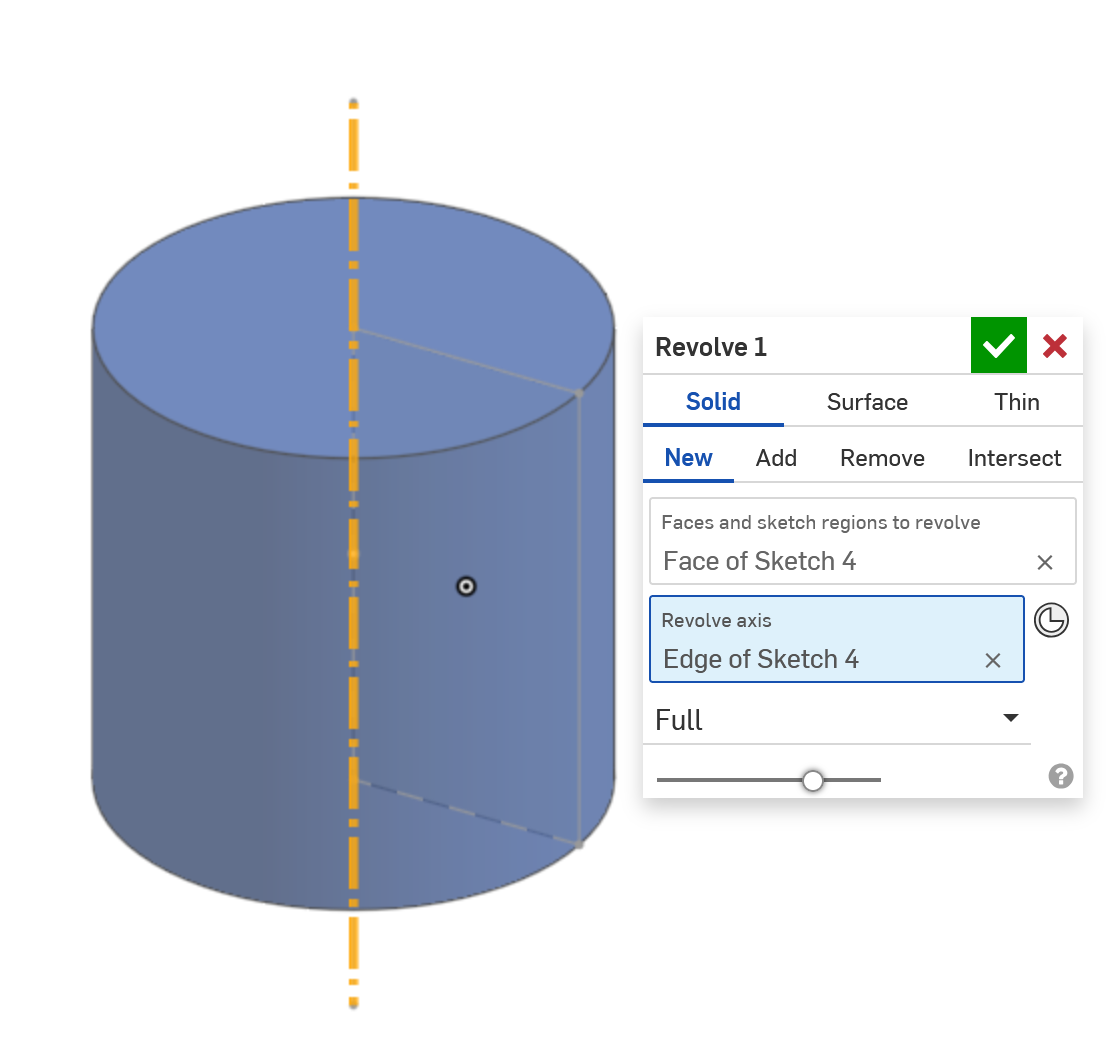 Revolve 1
Solid Surface Thin
New Add Remove Intersect
Faces and sketch regions to revolve
Face of Sketch 4
Revolve axis
Edge of Sketch 4
Full
?